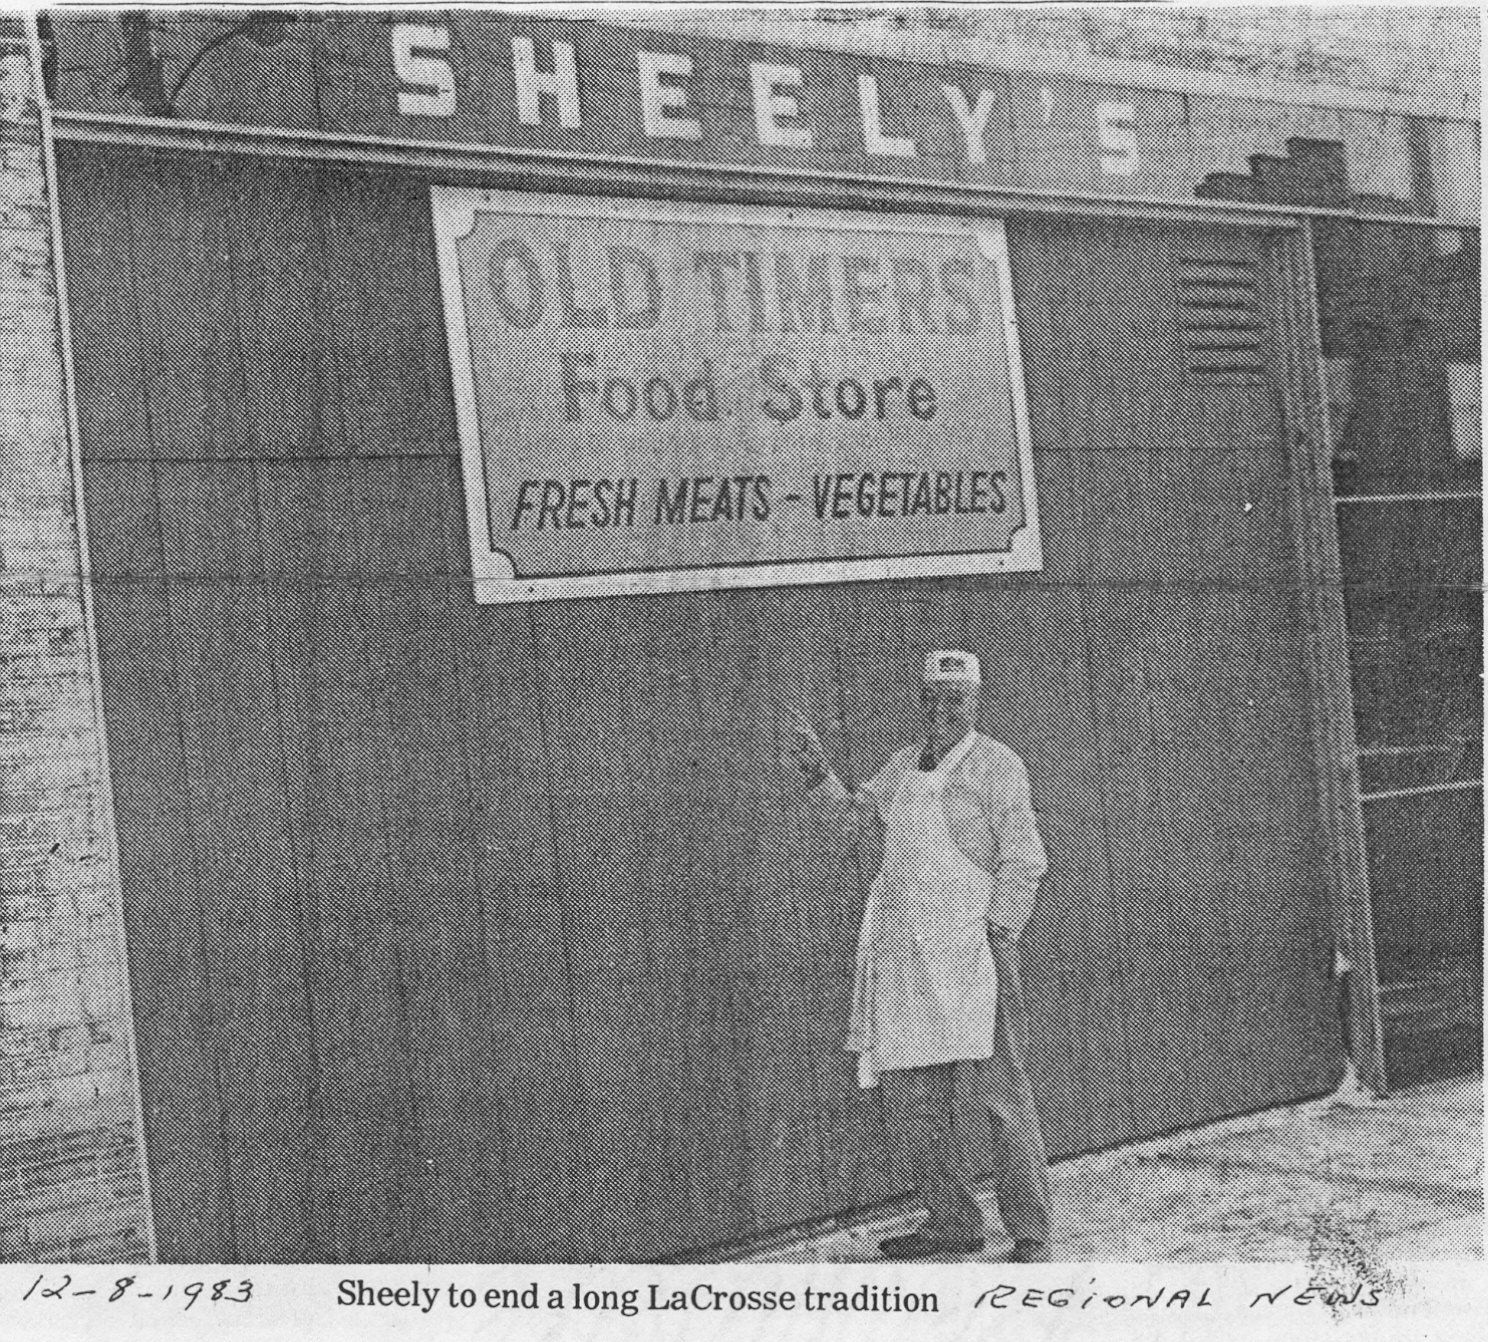 SHEELY'S
OLD TIMERS
Food Store
FRESH MEATS - VEGETABLES
12-8-1983 Sheely to end a long LaCrosse tradition REGiONAL NEWS